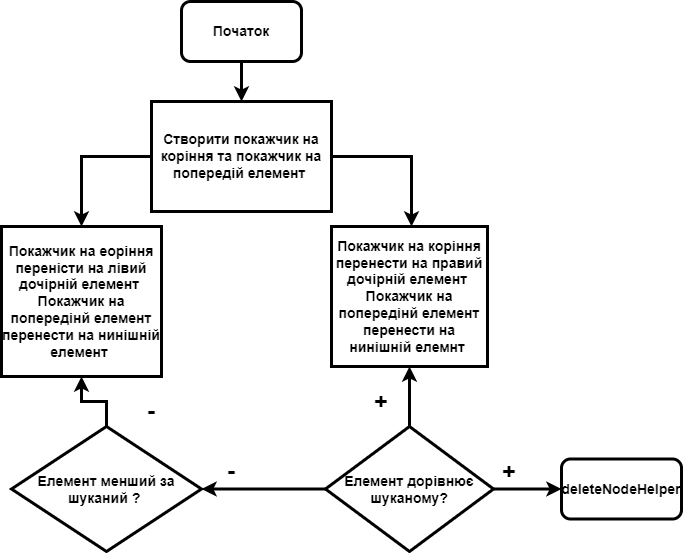 Початок
Створити покажчик на
коріння та покажчик на
попередій елемент
Покажчик на еоріння
переністи на лівий
дочірній елемент
Покажчик на
попередінй елемент
перенести на нинішній
елемент
Покажчик на коріння
перенести на правий
дочірній елемент
Покажчик на
попередінй елемент
перенести на
нинішній елемнт
-
+
Елемент менший за
шуканий ?
-
Елемент дорівнює
шуканому?
+
deleteNodeHelper